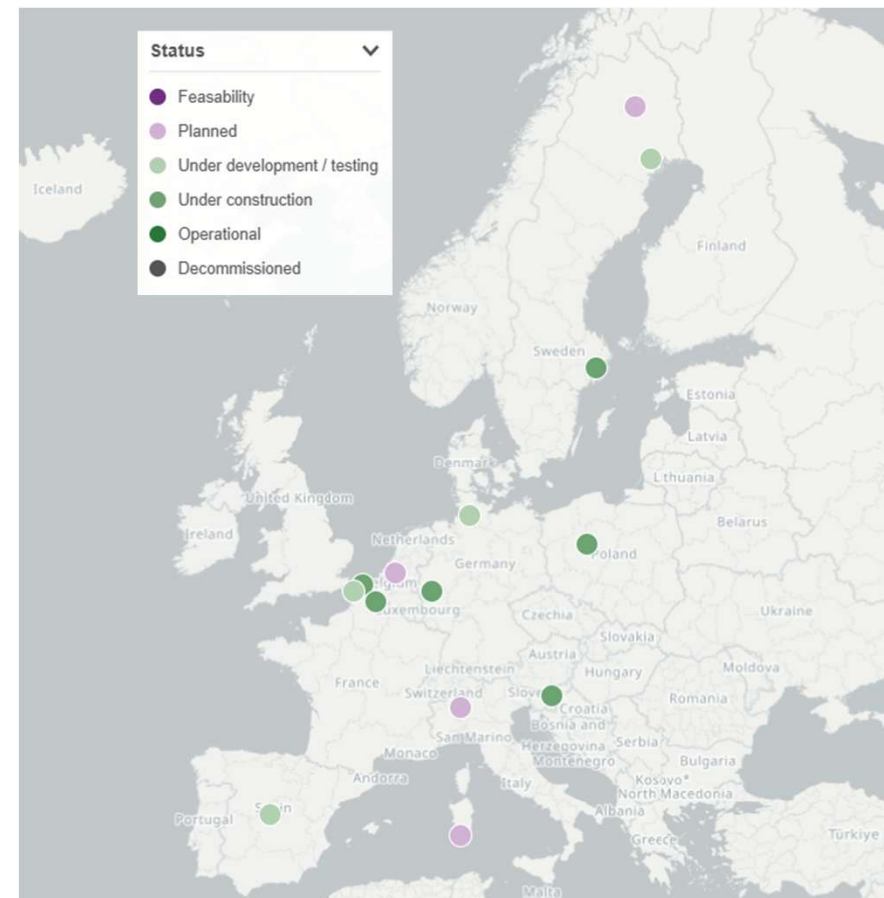 Status
Feasability
Planned
Under development / testing
Under construction
Operational
Decommissioned
Iceland
Finland
Norway
Sweden
Estonia
Latvia
Denmark
Lithuania
United Kingdom
Ireland
Belarus
Netherlands
Poland
Germany
Ukraine
Czechia
Slovakia
Austria
Moldova
Liechtenstein
Hungary
France
Switzerland
Romania
Croatia
Bosnia and
Herzegovina
San Marino
Serbia
Monaco
Montenegro
Bulgaria
Andorra
Italy
Kosovo*
North Macedonia
Albania
Portugal
Greece
Türkiye
Malta